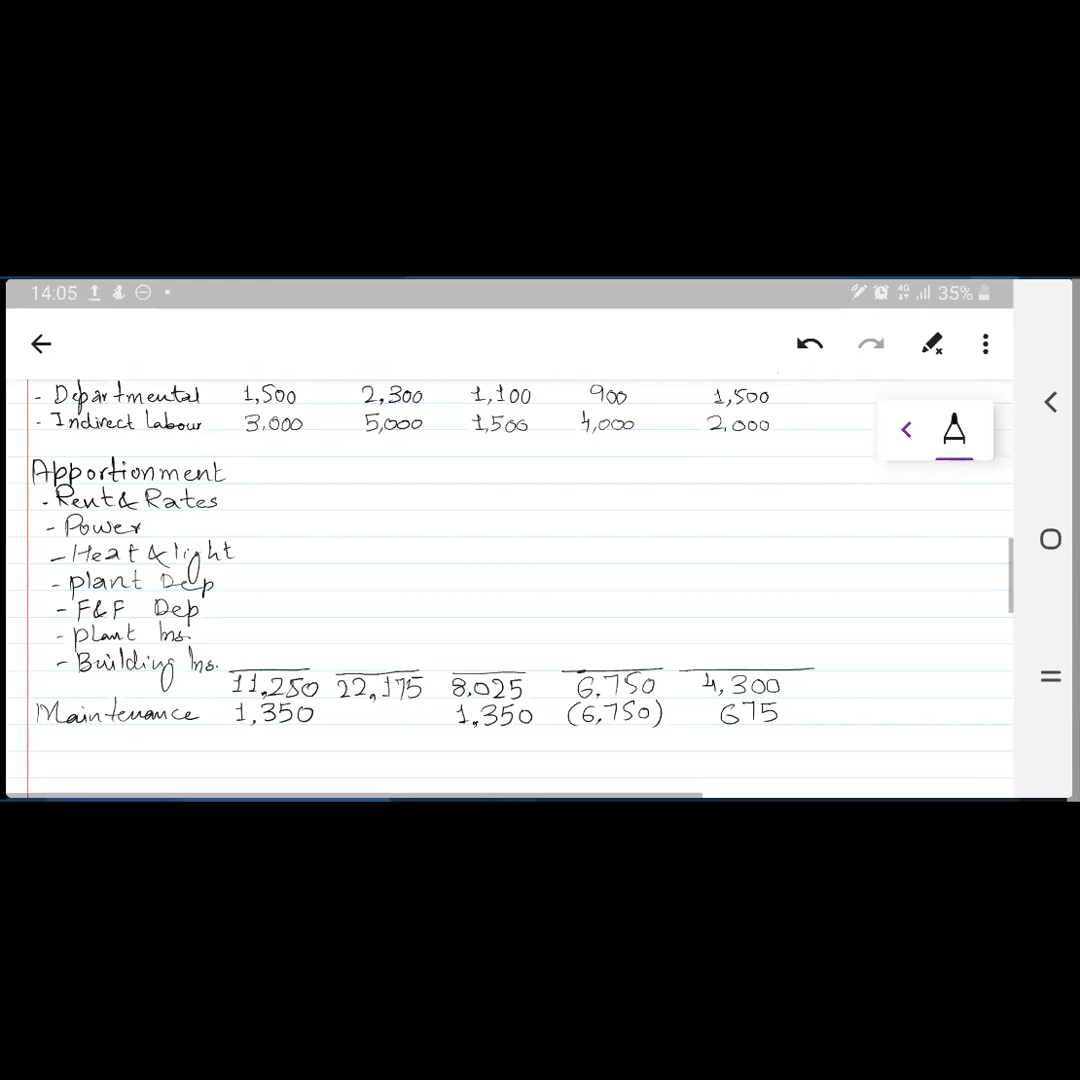 14:05 4G 35%
- Departmental 1,500 2,300 1,100 900 1,500
- Indirect labour 3,000 5,000 1,500 4,000 2,000
Apportionment
- Rent & Rates
- Power
- Heat & light
- plant Dep
- F&F Dep
- plant Ins.
- Building Ins.
11,250 22,175 8,025 6,750 4,300
Maintenance 1,350 1,350 (6,750) 675